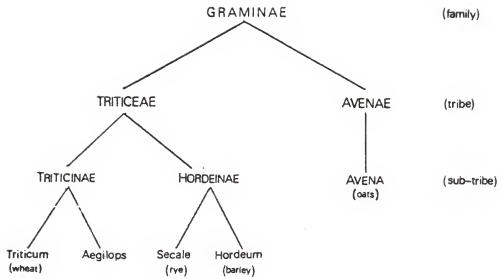 GRAMINAE (family)
TRITICEAE AVENAE (tribe)
TRITICINAE HORDEINAE AVENA (sub-tribe)
(oats)
Triticum Aegilops Secale Hordeum
(wheat) (rye) (barley)